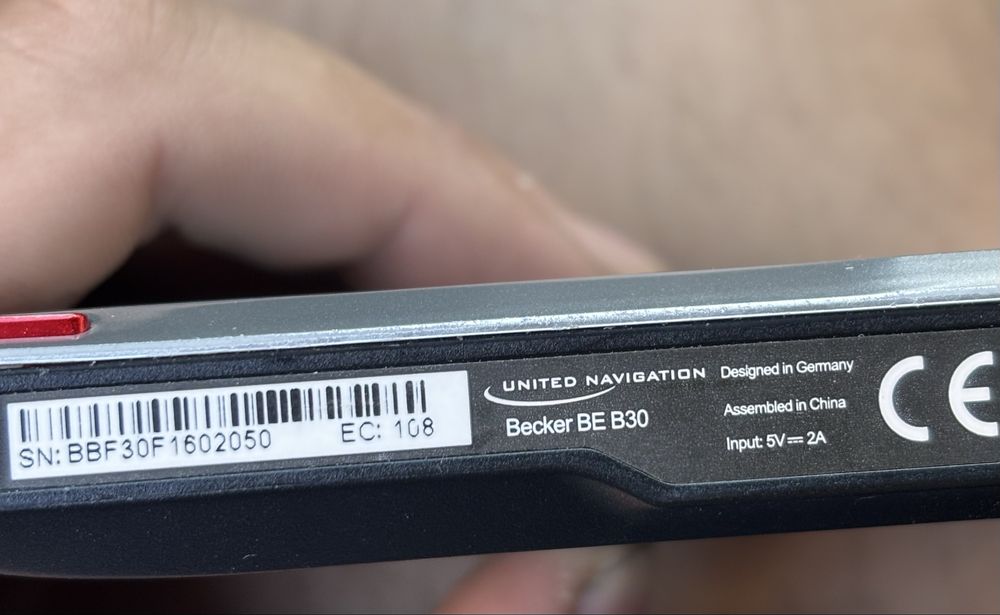 SN: BBF30F1602050
EC: 108
UNITED NAVIGATION
Becker BE B30
Designed in Germany
Assembled in China
Input: 5V⎓ 2A
CE